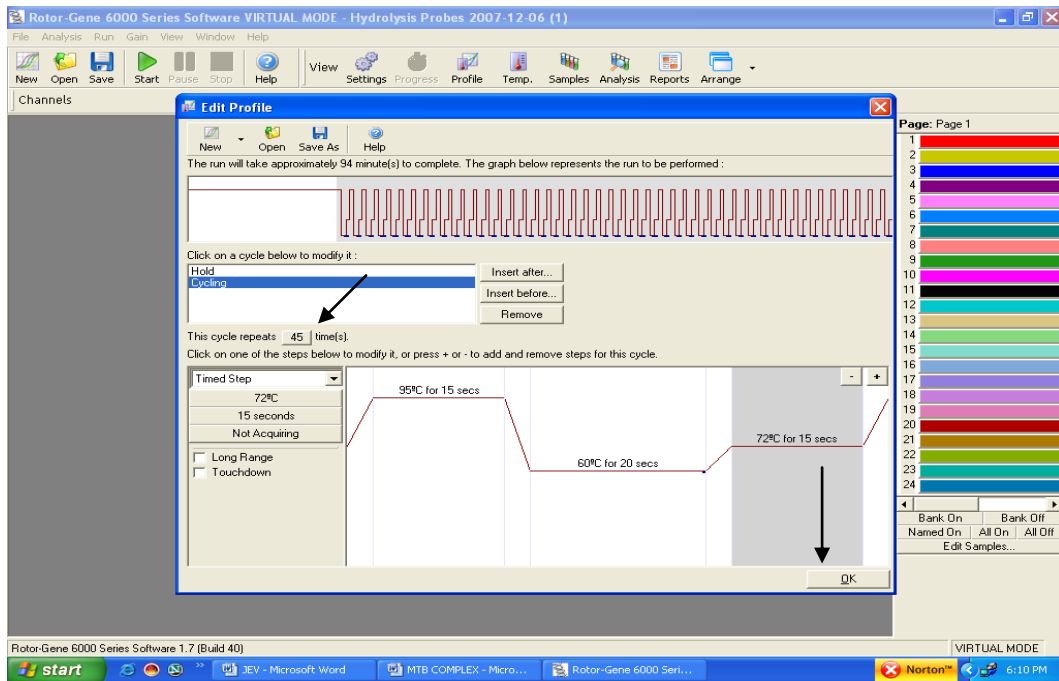 Rotor-Gene 6000 Series Software VIRTUAL MODE - Hydrolysis Probes 2007-12-06 (1)
File Analysis Run Gain View Window Help
New Open Save Start Pause Stop Help View Settings Progress Profile Temp. Samples Analysis Reports Arrange
Channels
Edit Profile
New Open Save As Help
The run will take approximately 94 minute(s) to complete. The graph below represents the run to be performed :
Click on a cycle below to modify it :
Hold
Cycling
Insert after...
Insert before...
Remove
This cycle repeats 45 time(s).
Click on one of the steps below to modify it, or press + or - to add and remove steps for this cycle.
Timed Step
72ºC
15 seconds
Not Acquiring
Long Range
Touchdown
95ºC for 15 secs
60ºC for 20 secs
72ºC for 15 secs
- +
OK
Page: Page 1
1
2
3
4
5
6
7
8
9
10
11
12
13
14
15
16
17
18
19
20
21
22
23
24
Bank On Bank Off
Named On All On All Off
Edit Samples...
Rotor-Gene 6000 Series Software 1.7 (Build 40) VIRTUAL MODE
start JEV - Microsoft Word MTB COMPLEX - Micro... Rotor-Gene 6000 Seri... Norton™ 6:10 PM